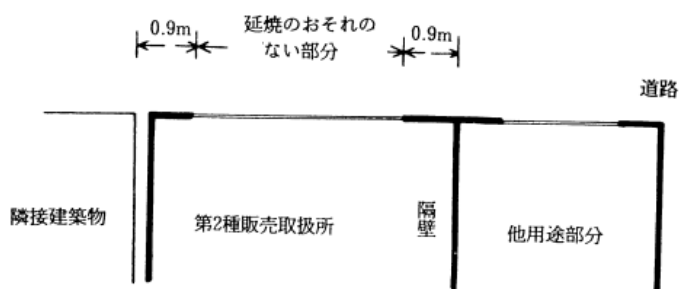 0.9m
延焼のおそれの
ない部分
0.9m
道路
隣接建築物
第2種販売取扱所
隔壁
他用途部分